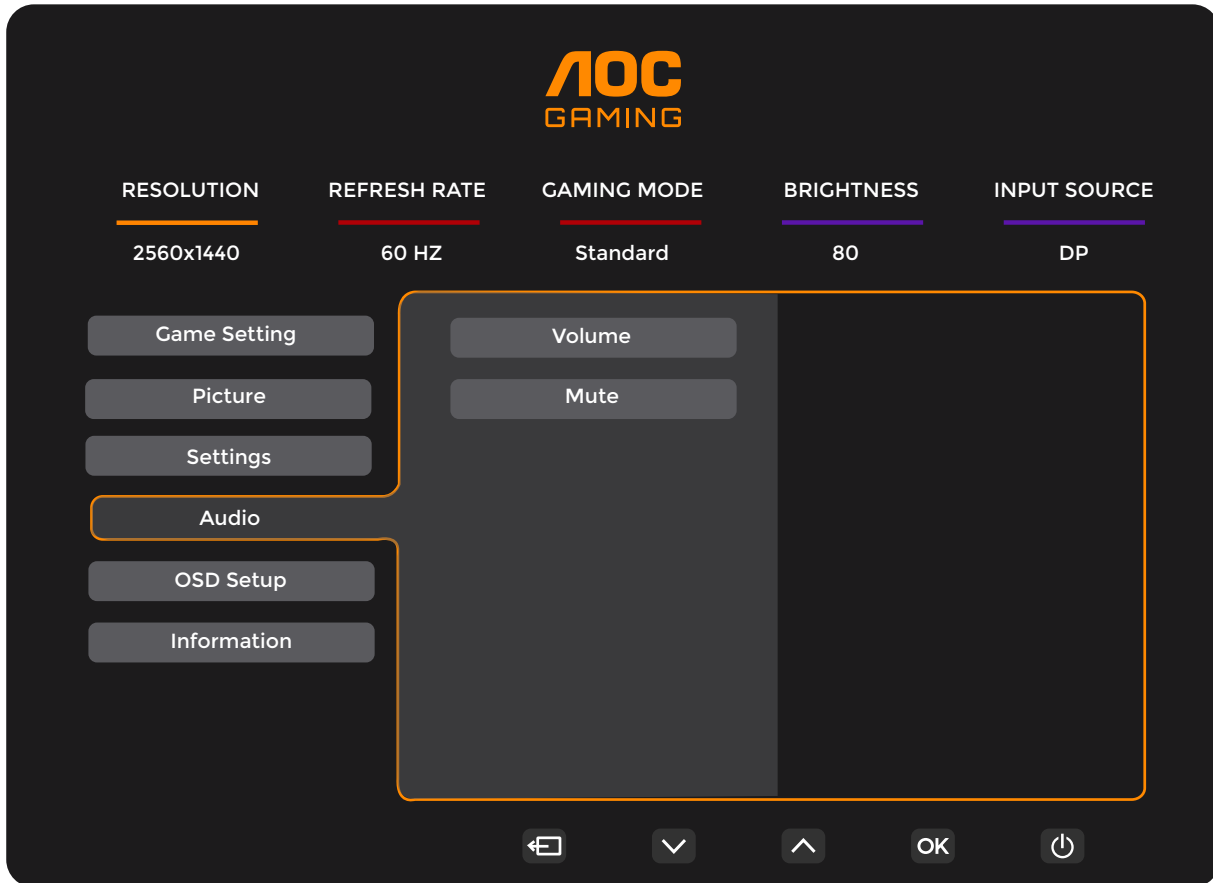 AOC
GAMING
RESOLUTION REFRESH RATE GAMING MODE BRIGHTNESS INPUT SOURCE
2560x1440 60 HZ Standard 80 DP
Game Setting Volume
Picture Mute
Settings
Audio
OSD Setup
Information
OK